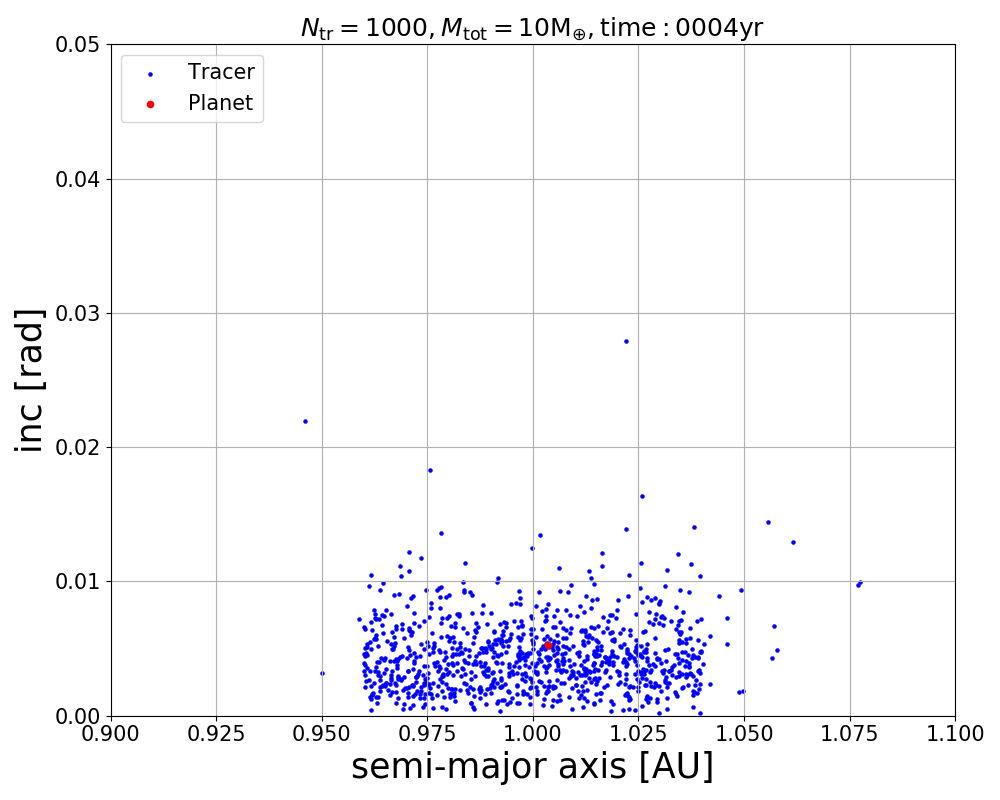 N_tr = 1000, M_tot = 10M_⊕, time : 0004yr
0.05
Tracer
Planet
0.04
0.03
0.02
0.01
0.00
inc [rad]
0.900 0.925 0.950 0.975 1.000 1.025 1.050 1.075 1.100
semi-major axis [AU]